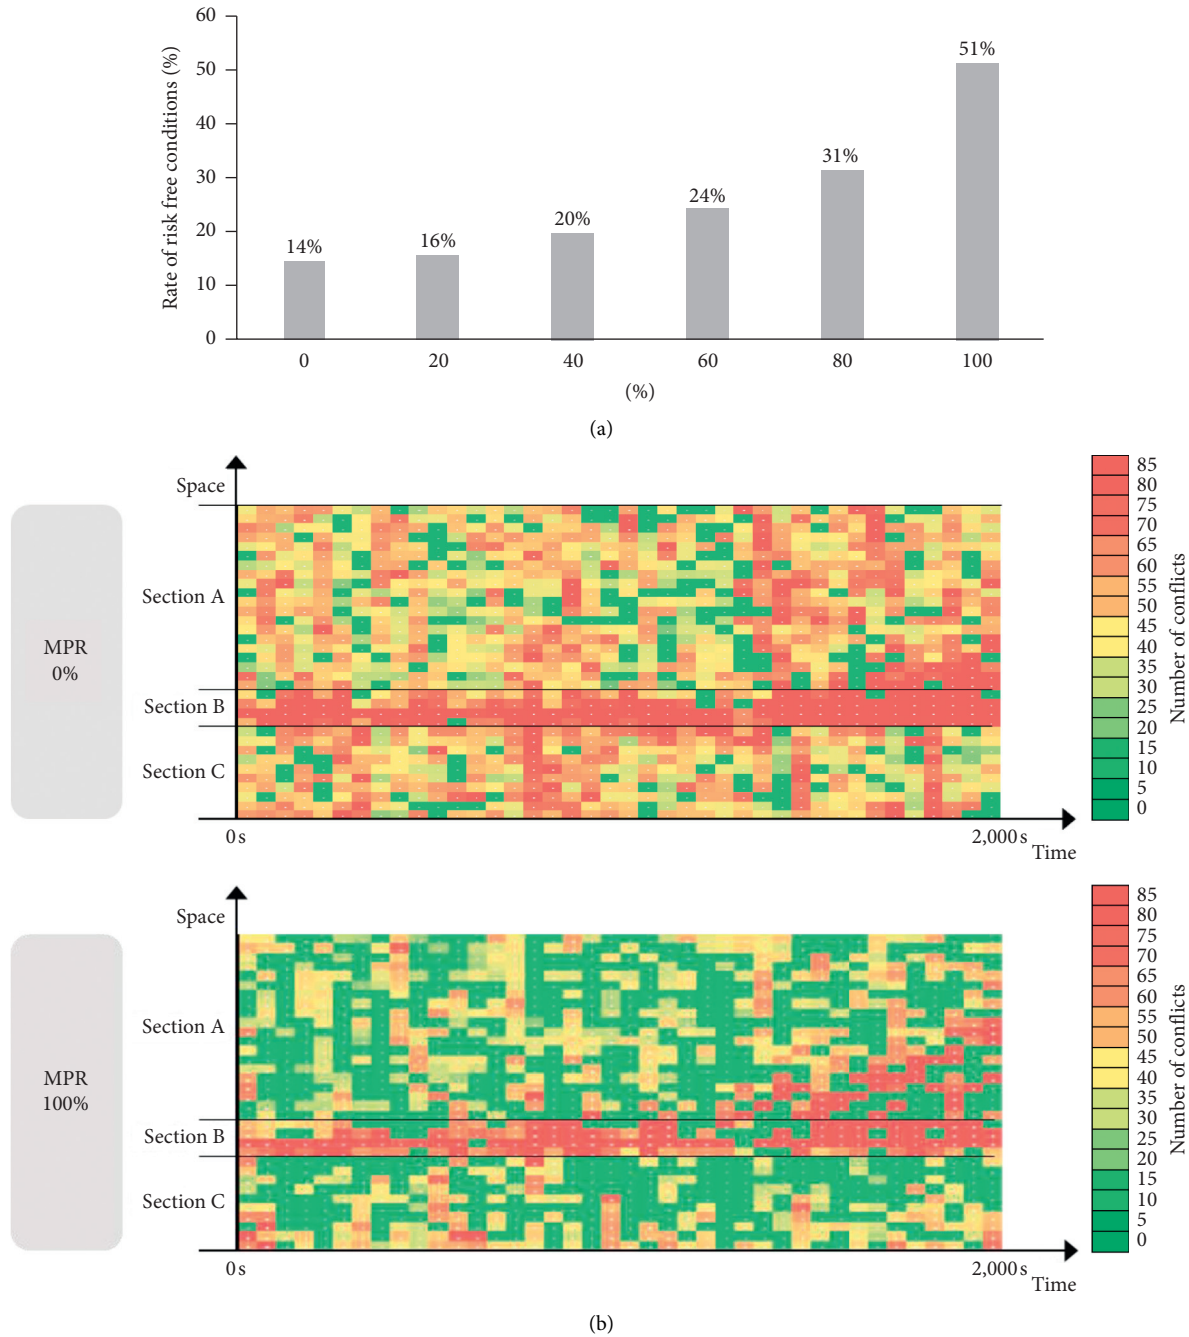 60
50
40
30
20
10
0
Rate of risk free conditions (%)
14%
16%
20%
24%
31%
51%
0 20 40 60 80 100
(%)
(a)
Space
Section A
Section B
Section C
MPR
0%
0 s
2,000 s
Time
85
80
75
70
65
60
55
50
45
40
35
30
25
20
15
10
5
0
Number of conflicts
Space
Section A
Section B
Section C
MPR
100%
0 s
2,000 s
Time
85
80
75
70
65
60
55
50
45
40
35
30
25
20
15
10
5
0
Number of conflicts
(b)